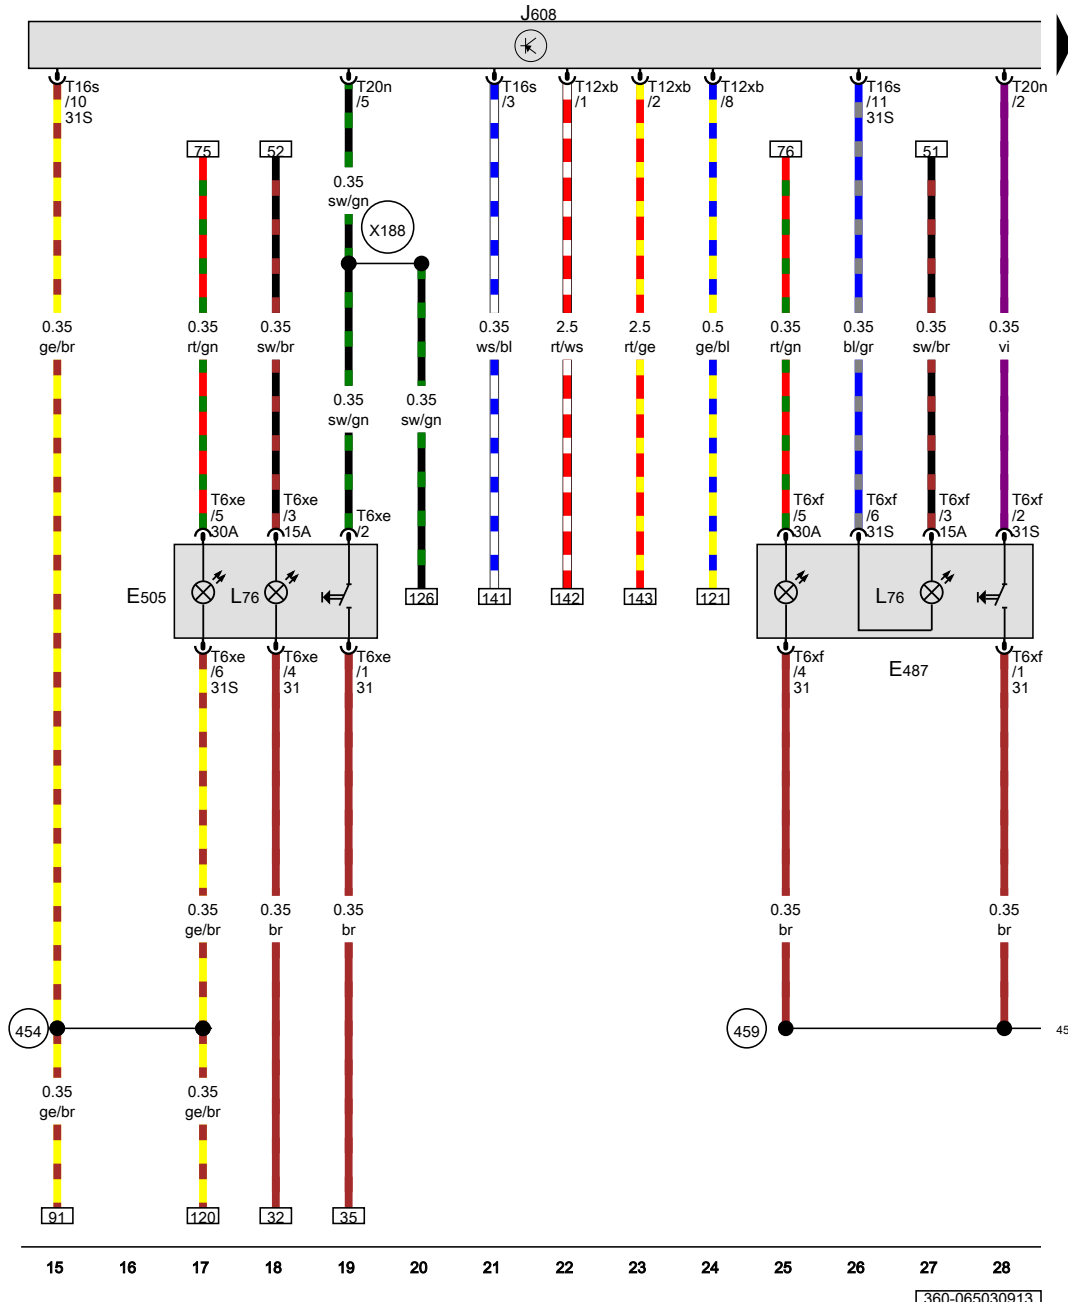 J608
T16s
/10
31S
T20n
/5
T16s
/3
T12xb
/1
T12xb
/2
T12xb
/8
T16s
/11
31S
T20n
/2
75
52
76
51
0.35
sw/gn
X188
0.35
ge/br
0.35
rt/gn
0.35
sw/br
0.35
ws/bl
2.5
rt/ws
2.5
rt/ge
0.5
ge/bl
0.35
rt/gn
0.35
bl/gr
0.35
sw/br
0.35
vi
0.35
sw/gn
0.35
sw/gn
T6xe
/5
30A
T6xe
/3
15A
T6xe
/2
T6xf
/5
30A
T6xf
/6
31S
T6xf
/3
15A
T6xf
/2
31S
E505
L76
126
141
142
143
121
L76
T6xe
/6
31S
T6xe
/4
31
T6xe
/1
31
T6xf
/4
31
E487
T6xf
/1
31
0.35
ge/br
0.35
br
0.35
br
0.35
br
0.35
br
454
459
45
0.35
ge/br
0.35
ge/br
91
120
32
35
15 16 17 18 19 20 21 22 23 24 25 26 27 28
360-065030913